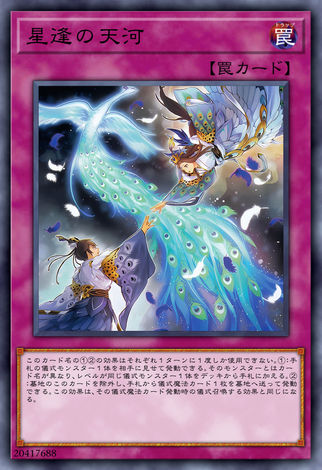 星逢の天河
トラップ
罠
【罠カード】
このカード名の①②の効果はそれぞれ1ターンに1度しか使用できない。①:手
札の儀式モンスター1体を相手に見せて発動できる。そのモンスターとはカー
ド名が異なり、レベルが同じ儀式モンスター1体をデッキから手札に加える。②
:墓地のこのカードを除外し、手札から儀式魔法カード1枚を墓地へ送って発動
できる。この効果は、その儀式魔法カード発動時の儀式召喚する効果と同じにな
る。
20417688